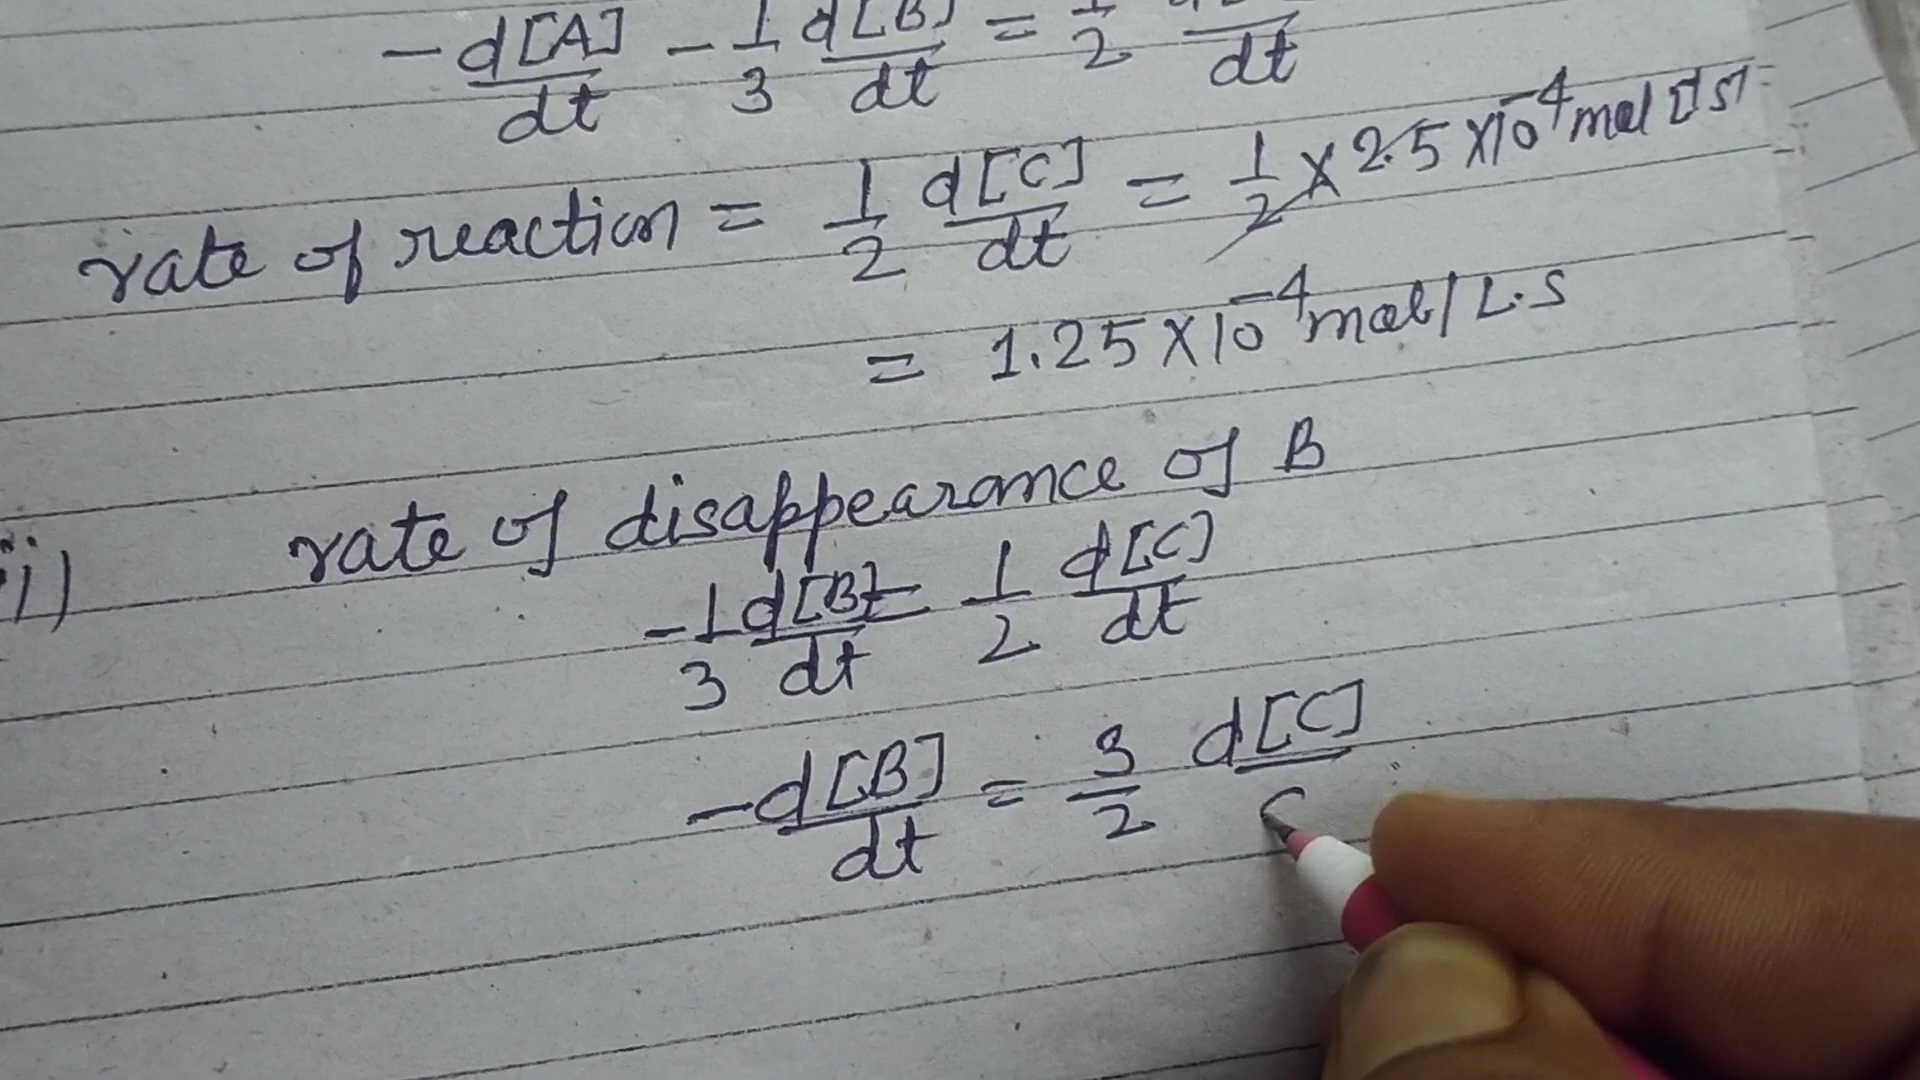 -d[A]/dt -1/3 d[B]/dt = 1/2 /dt
rate of reaction = 1/2 d[C]/dt = 1/2 X 2.5 X 10^-4 mol
= 1.25 X 10^-4 mol / L.S
ii) rate of disappearance of B
-1/3 d[B]/dt = 1/2 d[C]/dt
-d[B]/dt = 3/2 d[C]